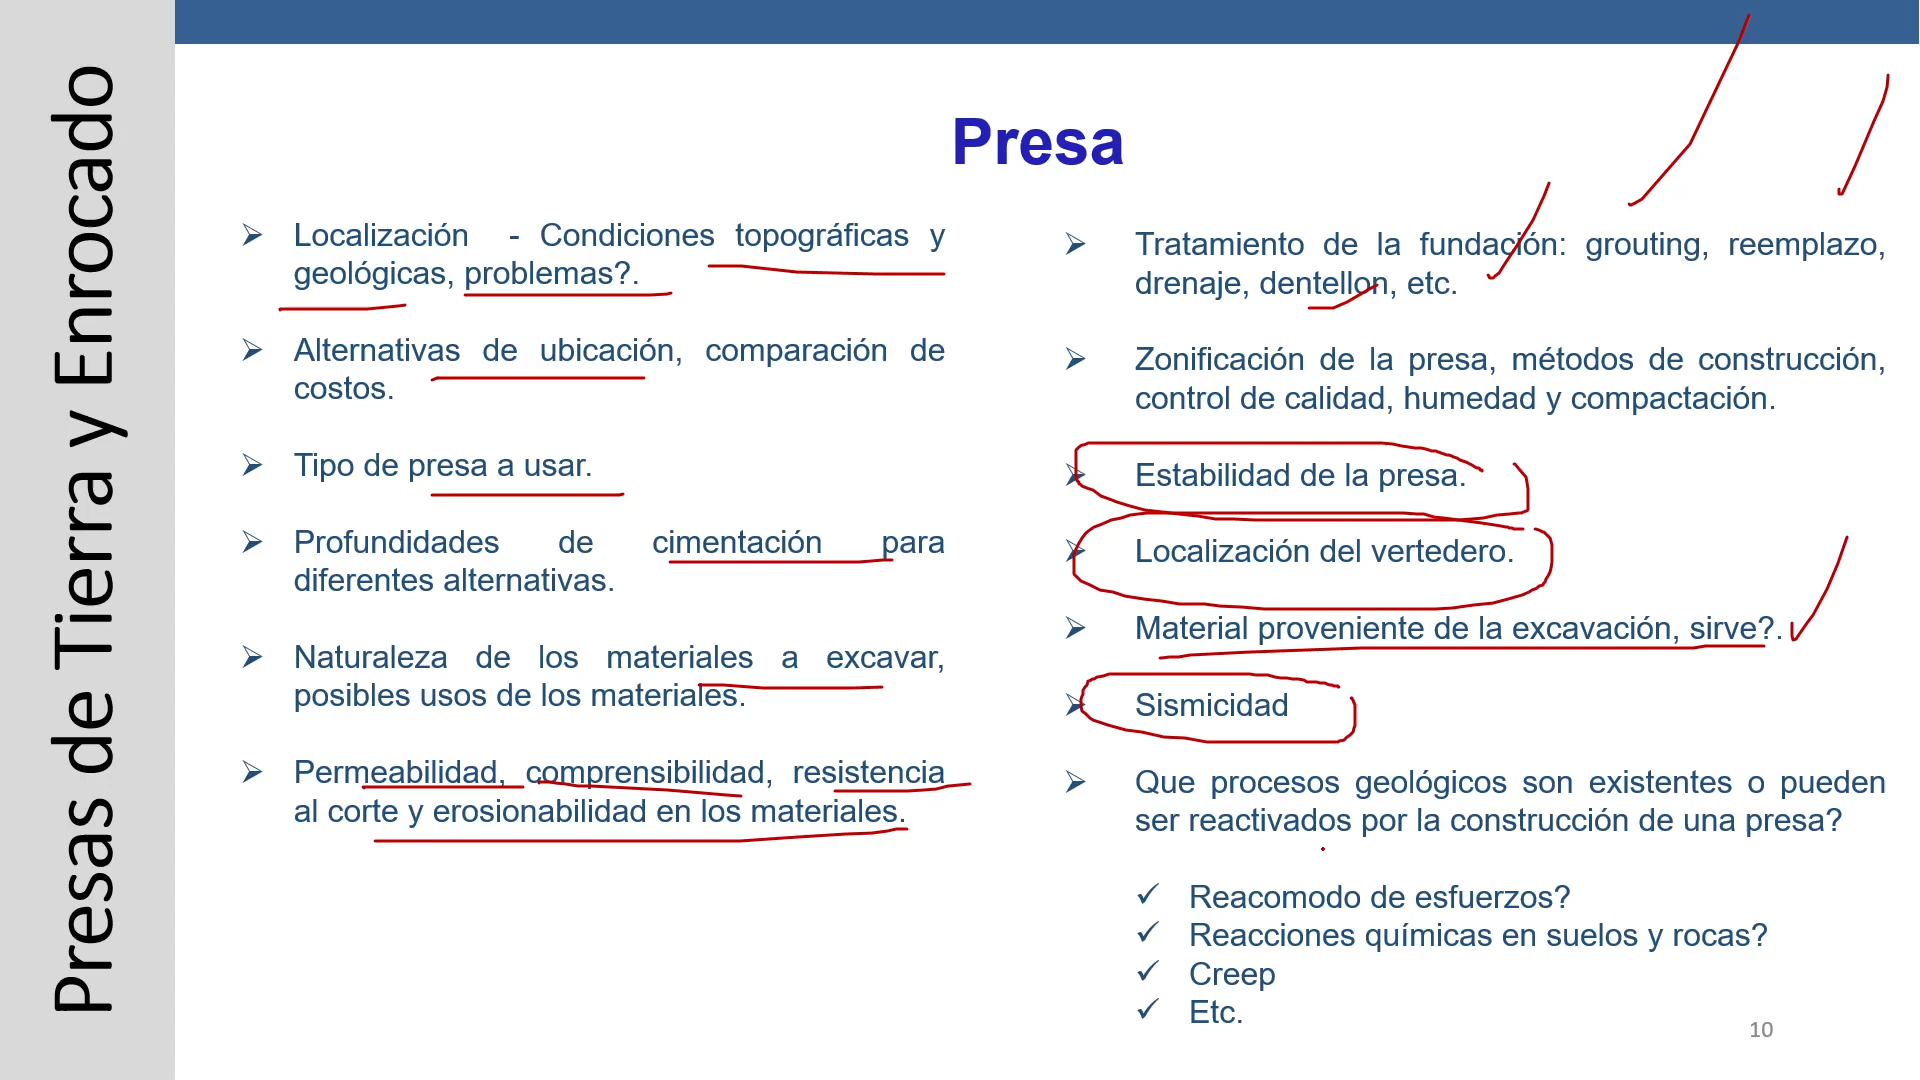 Presas de Tierra y Enrocado
Presa
Localización - Condiciones topográficas y
geológicas, problemas?.
Alternativas de ubicación, comparación de
costos.
Tipo de presa a usar.
Profundidades de cimentación para
diferentes alternativas.
Naturaleza de los materiales a excavar,
posibles usos de los materiales.
Permeabilidad, comprensibilidad, resistencia
al corte y erosionabilidad en los materiales.
Tratamiento de la fundación: grouting, reemplazo,
drenaje, dentellon, etc.
Zonificación de la presa, métodos de construcción,
control de calidad, humedad y compactación.
Estabilidad de la presa.
Localización del vertedero.
Material proveniente de la excavación, sirve?.
Sismicidad
Que procesos geológicos son existentes o pueden
ser reactivados por la construcción de una presa?
Reacomodo de esfuerzos?
Reacciones químicas en suelos y rocas?
Creep
Etc.
10